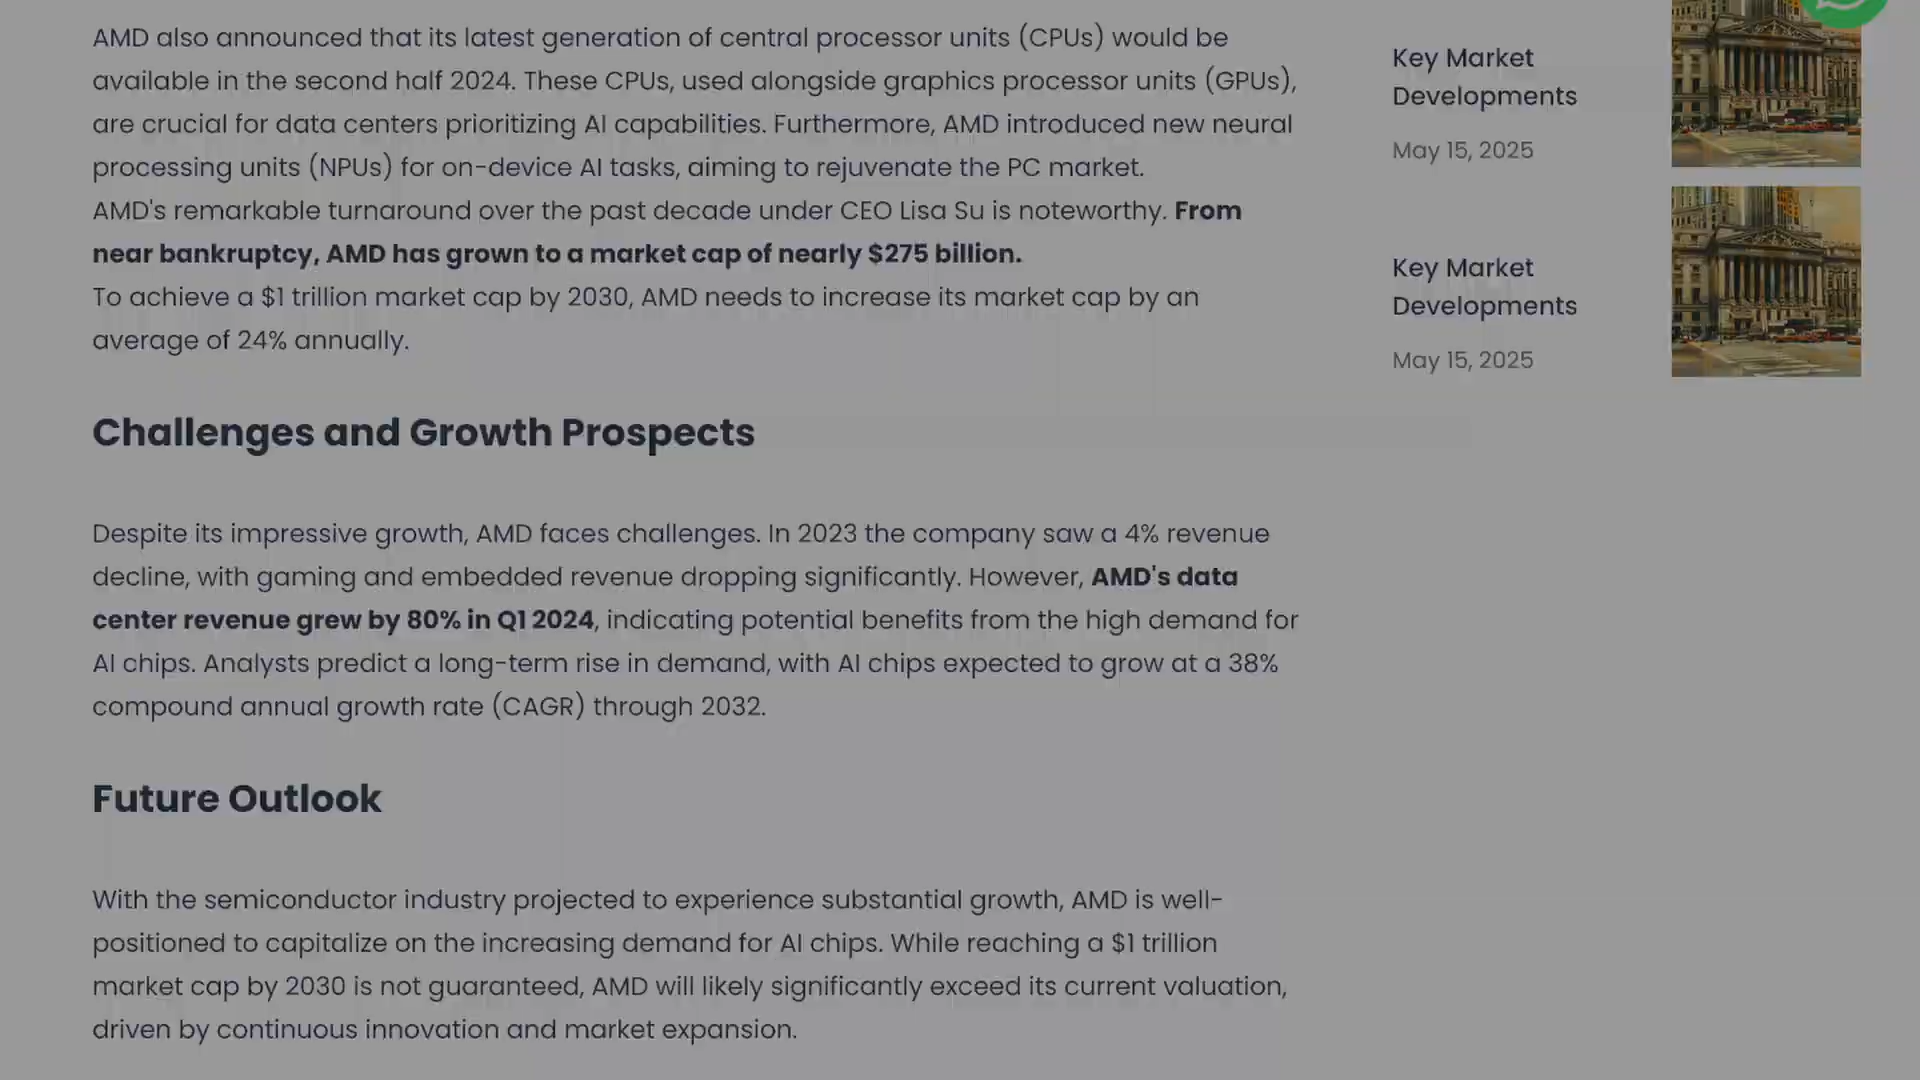 AMD also announced that its latest generation of central processor units (CPUs) would be
available in the second half 2024. These CPUs, used alongside graphics processor units (GPUs),
are crucial for data centers prioritizing AI capabilities. Furthermore, AMD introduced new neural
processing units (NPUs) for on-device AI tasks, aiming to rejuvenate the PC market.
AMD's remarkable turnaround over the past decade under CEO Lisa Su is noteworthy. From
near bankruptcy, AMD has grown to a market cap of nearly $275 billion.
To achieve a $1 trillion market cap by 2030, AMD needs to increase its market cap by an
average of 24% annually.
Challenges and Growth Prospects
Despite its impressive growth, AMD faces challenges. In 2023 the company saw a 4% revenue
decline, with gaming and embedded revenue dropping significantly. However, AMD's data
center revenue grew by 80% in Q1 2024, indicating potential benefits from the high demand for
AI chips. Analysts predict a long-term rise in demand, with AI chips expected to grow at a 38%
compound annual growth rate (CAGR) through 2032.
Future Outlook
With the semiconductor industry projected to experience substantial growth, AMD is well-
positioned to capitalize on the increasing demand for AI chips. While reaching a $1 trillion
market cap by 2030 is not guaranteed, AMD will likely significantly exceed its current valuation,
driven by continuous innovation and market expansion.
Key Market
Developments
May 15, 2025
Key Market
Developments
May 15, 2025